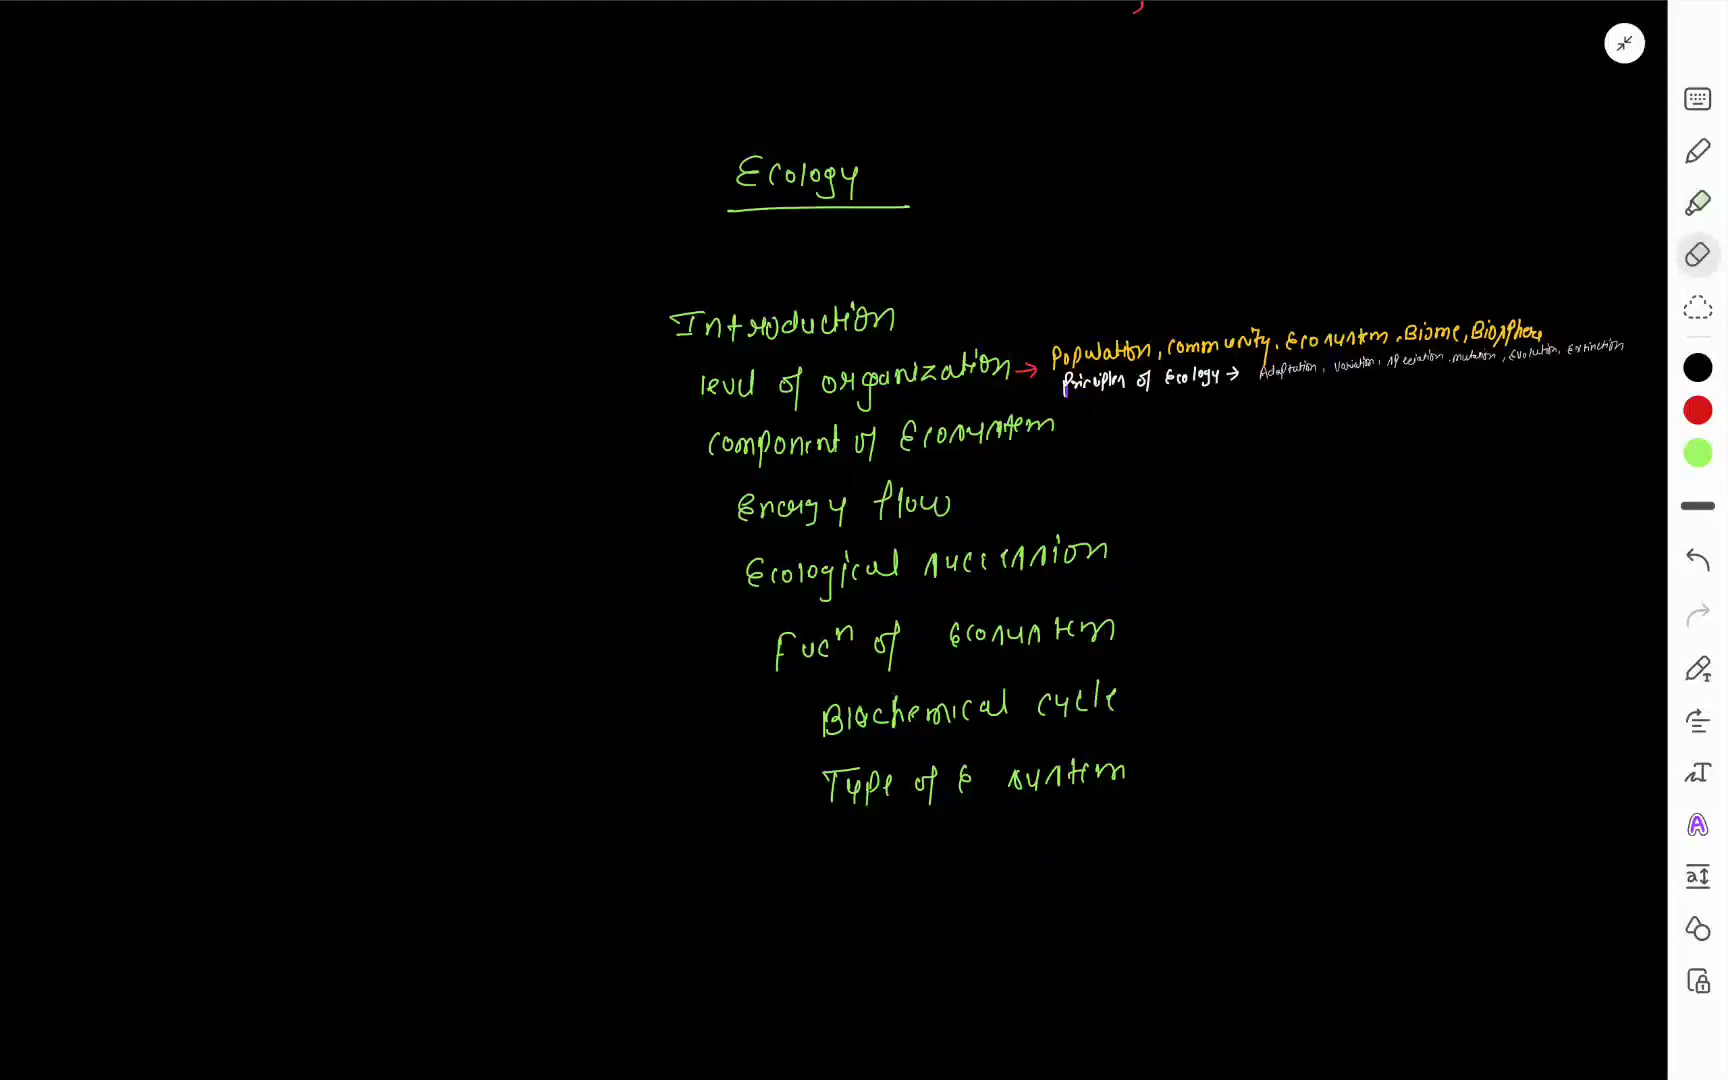 Ecology
Introduction
level of organization → Population, Community, Ecosystem, Biome, Biosphere
Principles of Ecology → Adaptation, Variation, speciation, mutation, Evolution, Extinction
Component of Ecosystem
Energy flow
Ecological succession
Fucⁿ of Ecosystem
Biochemical cycle
Type of E system